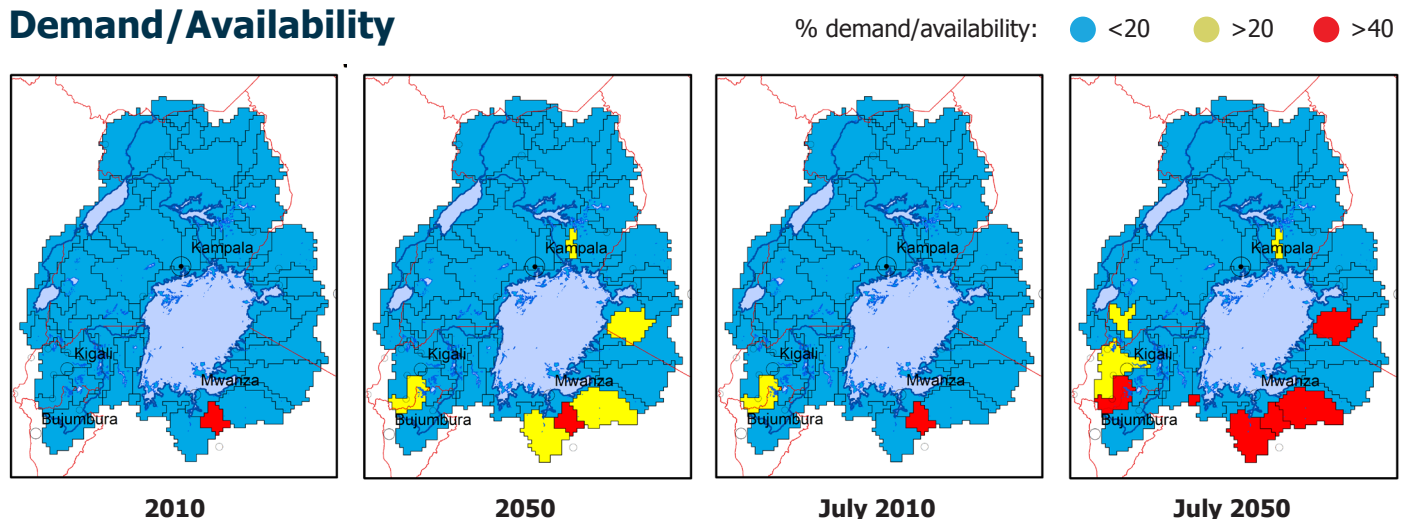 Demand/Availability
% demand/availability: <20 >20 >40
Kampala
Kigali
Mwanza
Bujumbura
Kampala
Kigali
Mwanza
Bujumbura
Kampala
Kigali
Mwanza
Bujumbura
Kampala
Kigali
Mwanza
Bujumbura
2010
2050
July 2010
July 2050